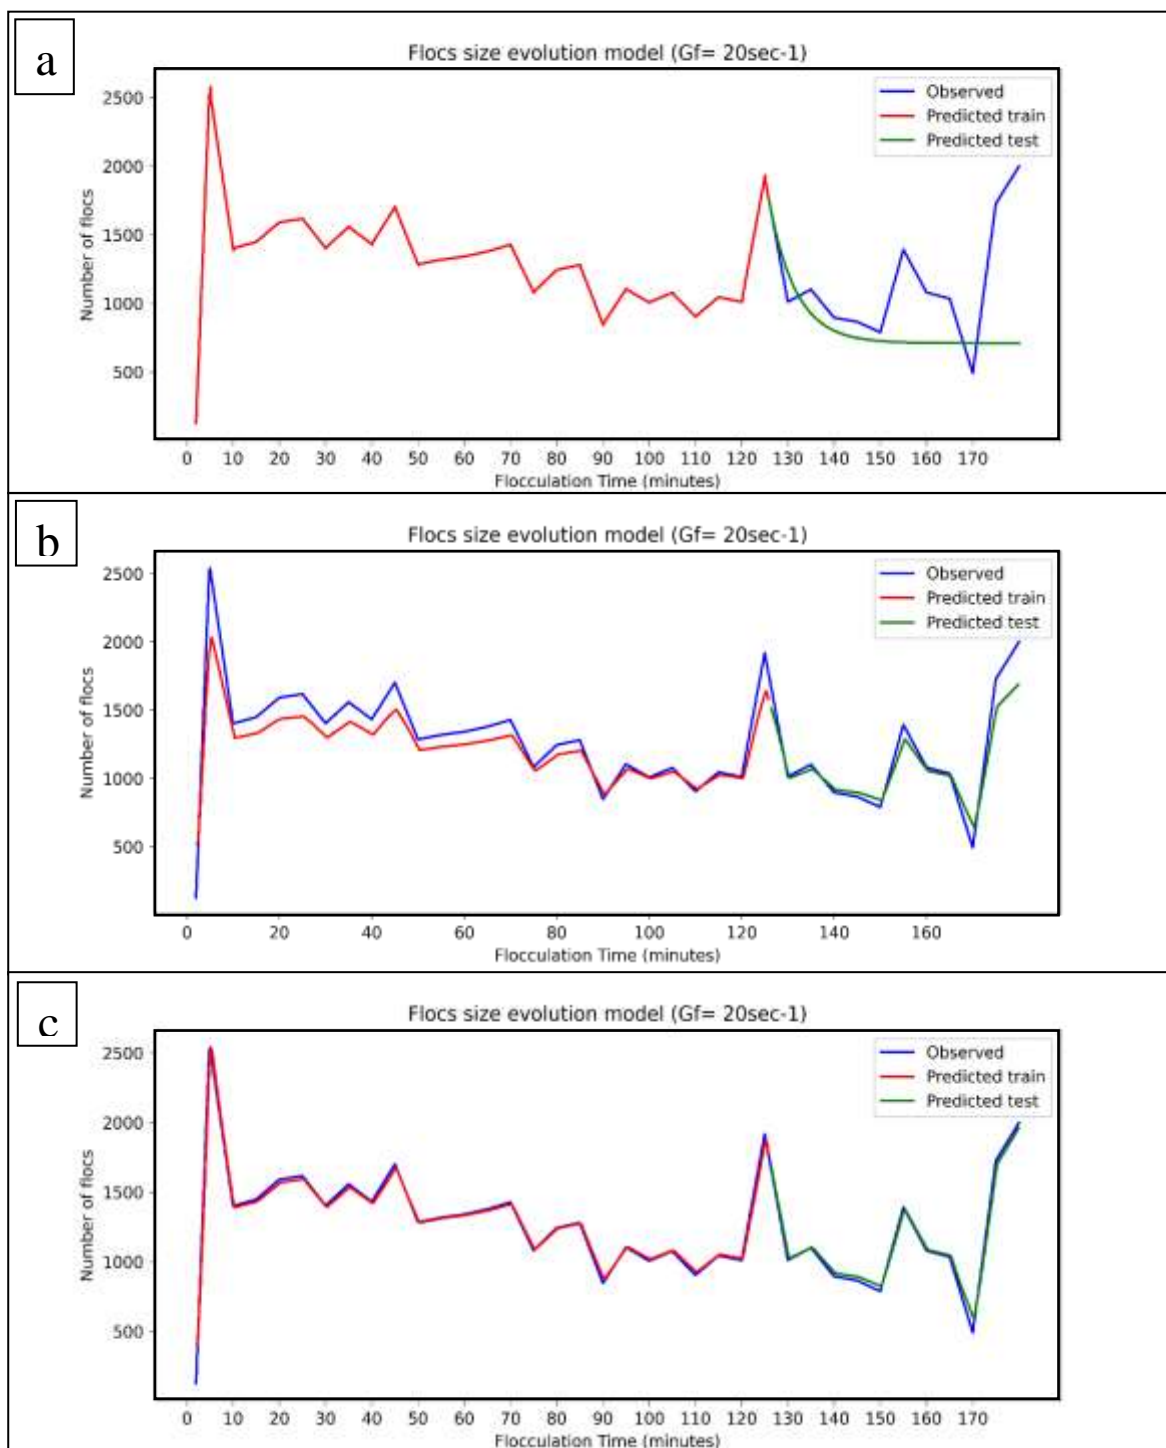 a
Flocs size evolution model (Gf= 20sec-1)
Observed
Predicted train
Predicted test
Number of flocs
2500
2000
1500
1000
500
0 10 20 30 40 50 60 70 80 90 100 110 120 130 140 150 160 170
Flocculation Time (minutes)
b
Flocs size evolution model (Gf= 20sec-1)
Observed
Predicted train
Predicted test
Number of flocs
2500
2000
1500
1000
500
0 20 40 60 80 100 120 140 160
Flocculation Time (minutes)
c
Flocs size evolution model (Gf= 20sec-1)
Observed
Predicted train
Predicted test
Number of flocs
2500
2000
1500
1000
500
0 10 20 30 40 50 60 70 80 90 100 110 120 130 140 150 160 170
Flocculation Time (minutes)